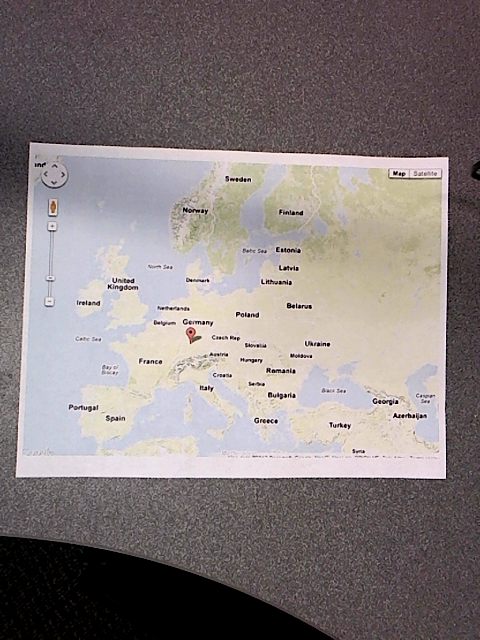 Sweden
Map Satellite
Norway
Finland
Baltic Sea
Estonia
North Sea
Latvia
Denmark
Lithuania
United
Kingdom
Ireland
Netherlands
Belarus
Poland
Belgium
Germany
Celtic Sea
Czech Rep
Ukraine
Slovakia
Austria
Moldova
France
Hungary
Bay of
Biscay
Romania
Croatia
Serbia
Italy
Black Sea
Bulgaria
Caspian
Sea
Georgia
Portugal
Azerbaijan
Spain
Greece
Turkey
Syria